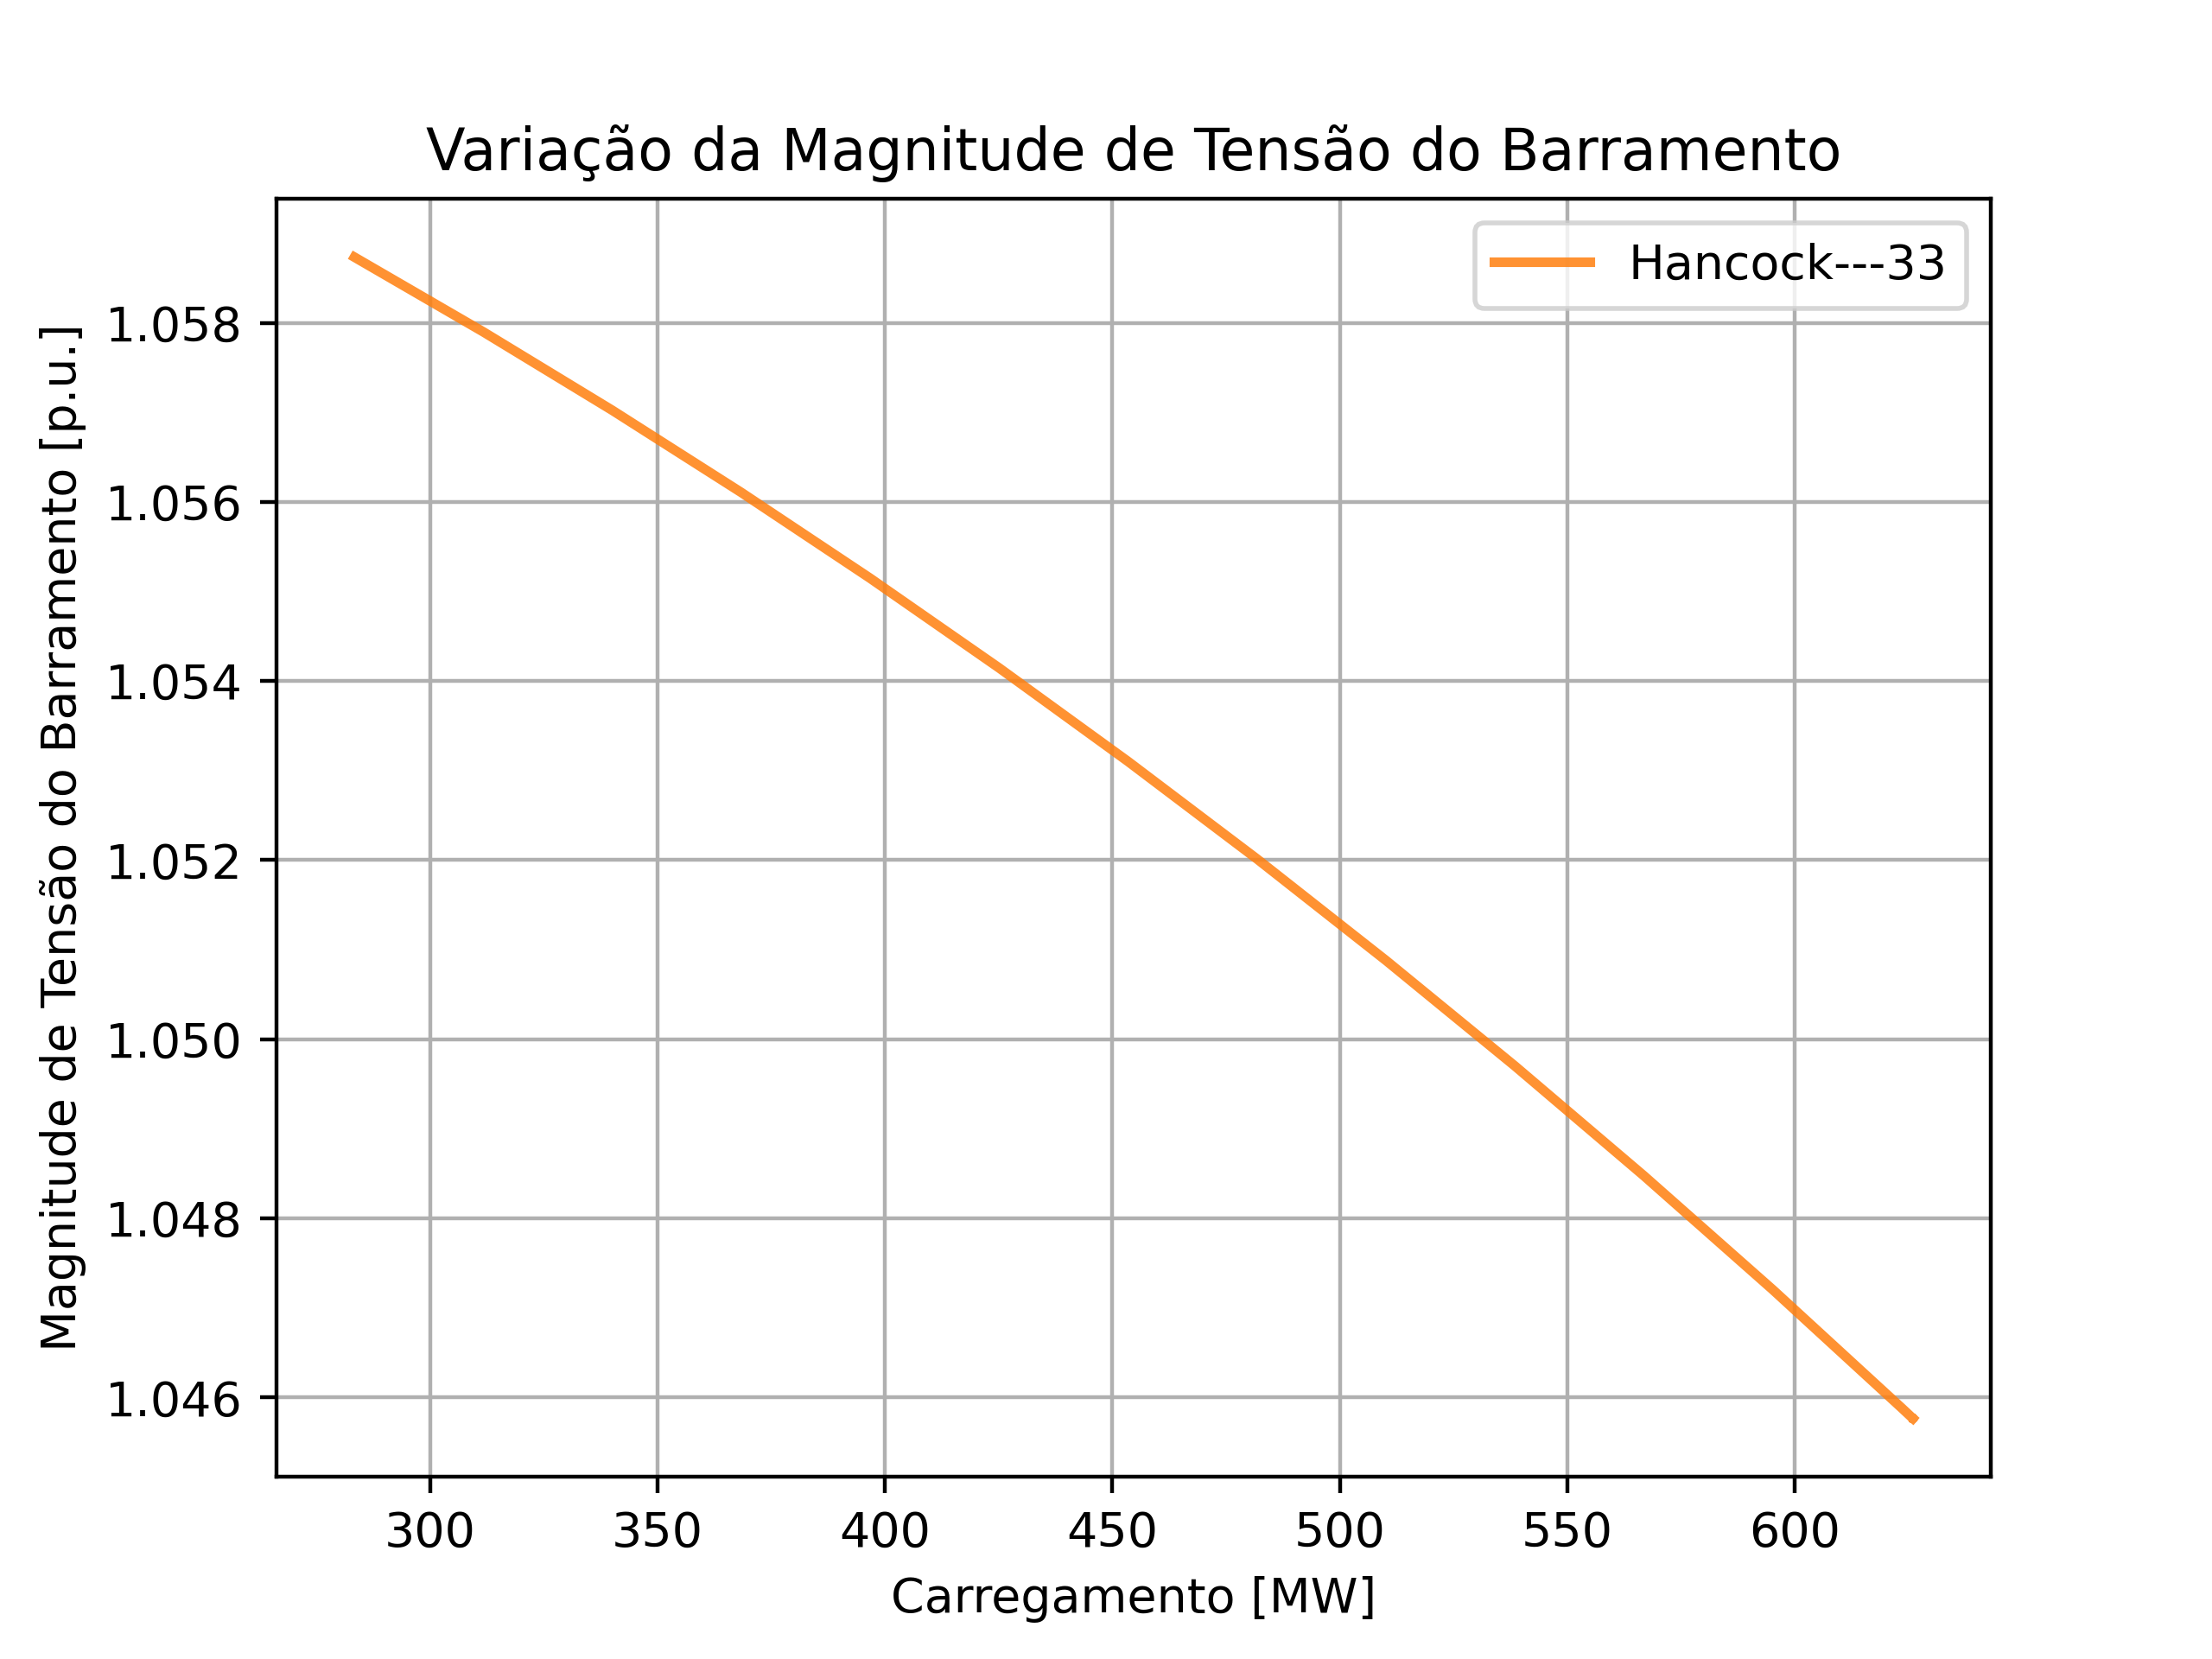 Variação da Magnitude de Tensão do Barramento
Hancock---33
Magnitude de Tensão do Barramento [p.u.]
1.058
1.056
1.054
1.052
1.050
1.048
1.046
300 350 400 450 500 550 600
Carregamento [MW]